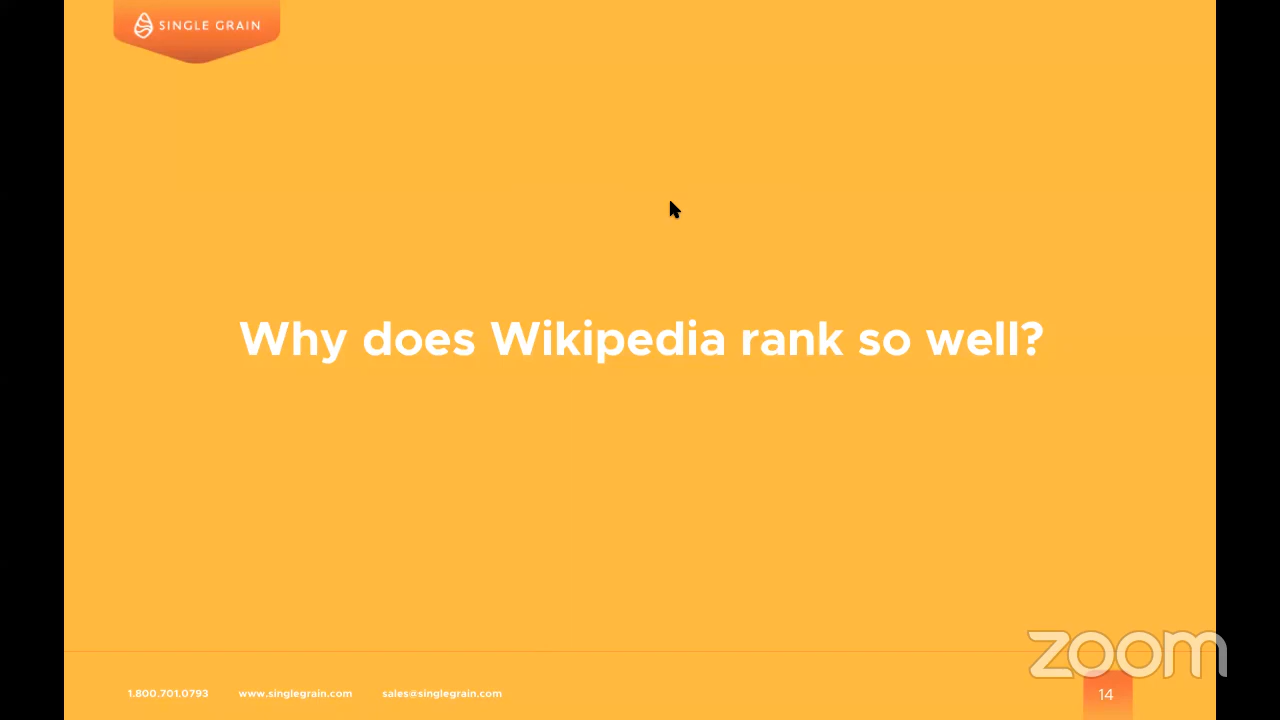 SINGLE GRAIN
Why does Wikipedia rank so well?
zoom
1.800.701.0793 www.singlegrain.com sales@singlegrain.com 14